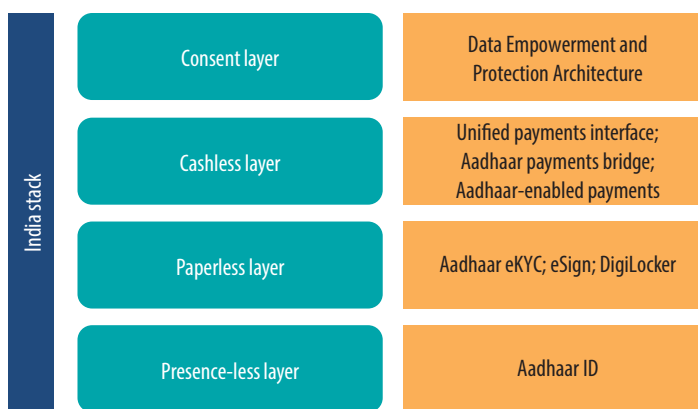 India stack
Consent layer
Data Empowerment and
Protection Architecture
Cashless layer
Unified payments interface;
Aadhaar payments bridge;
Aadhaar-enabled payments
Paperless layer
Aadhaar eKYC; eSign; DigiLocker
Presence-less layer
Aadhaar ID